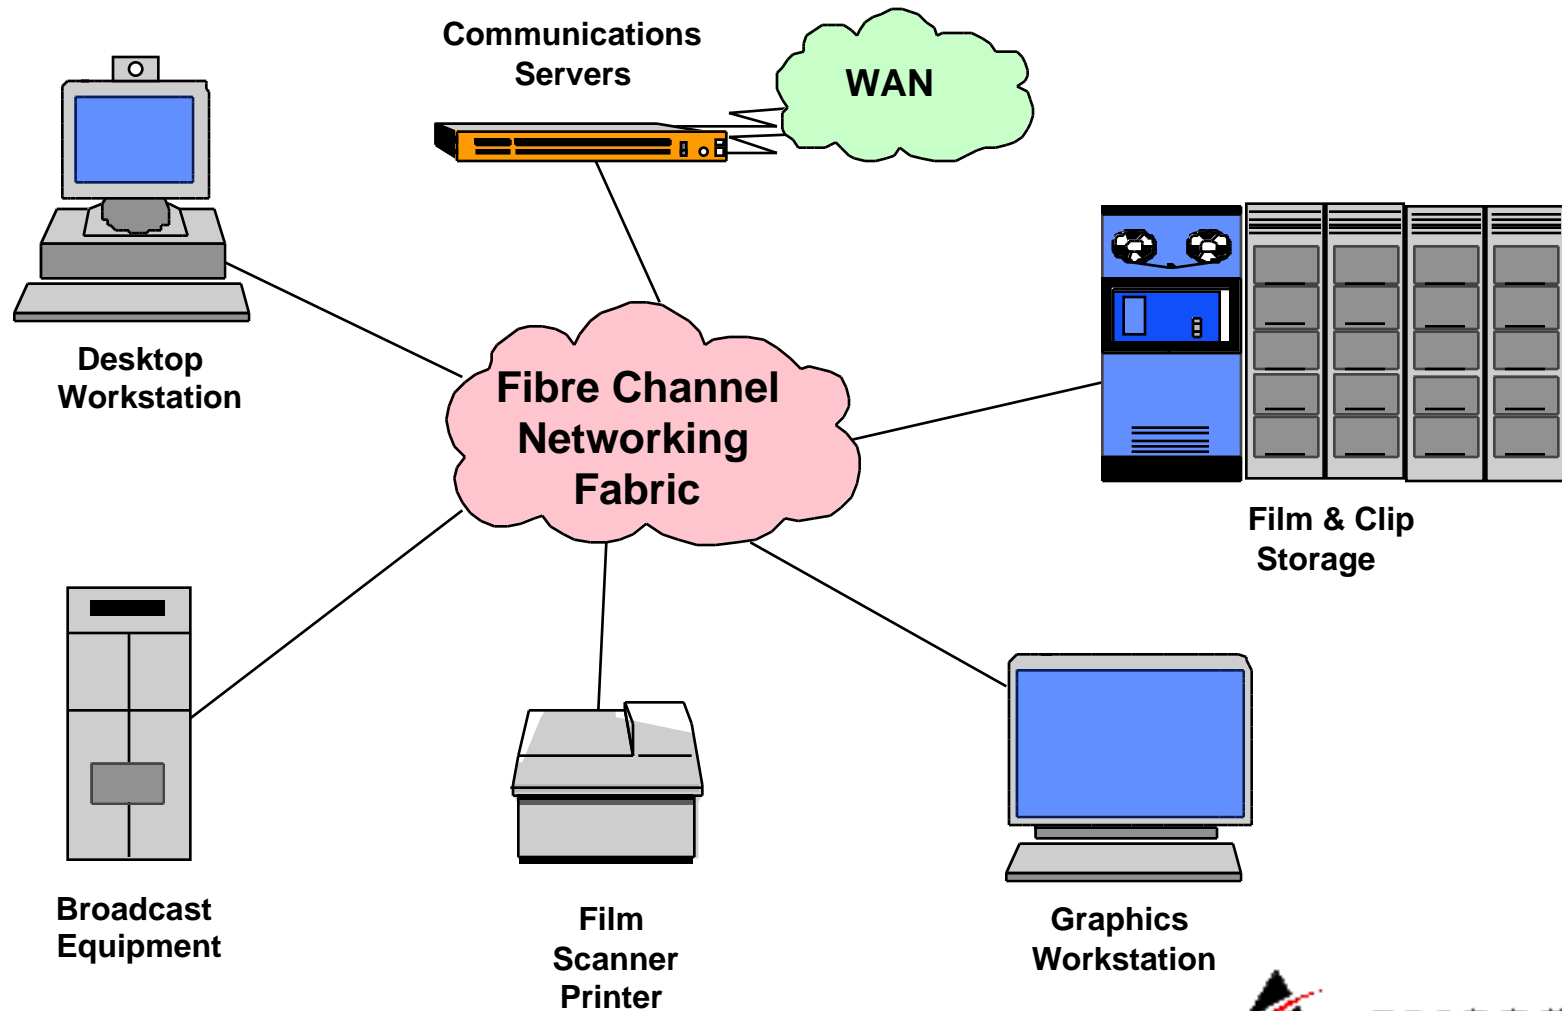 Communications
Servers
WAN
Desktop
Workstation
Fibre Channel
Networking
Fabric
Film & Clip
Storage
Broadcast
Equipment
Film
Scanner
Printer
Graphics
Workstation